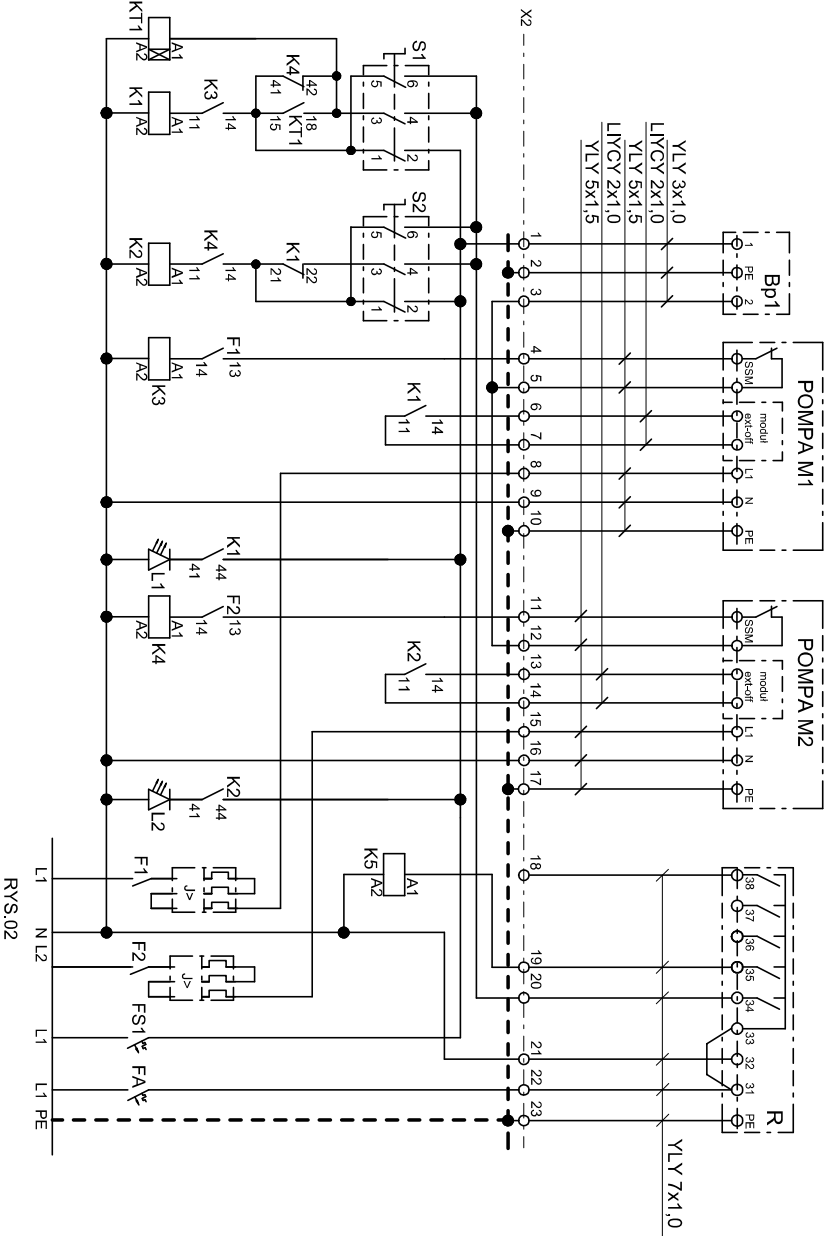 YLY 3x1,0
LIYCY 2x1,0
YLY 5x1,5
LIYCY 2x1,0
YLY 5x1,5
Bp1
1
PE
2
POMPA M1
SSM
moduł
ext-off
L1
N
PE
POMPA M2
SSM
moduł
ext-off
L1
N
PE
R
38
37
36
35
34
33
32
31
PE
YLY 7x1,0
X2
1
2
3
4
5
6
7
8
9
10
11
12
13
14
15
16
17
18
19
20
21
22
23
S1
6
5
4
3
2
1
S2
6
5
4
3
2
1
K4
42
41
KT1
18
15
K1
22
21
K1
14
11
K2
14
11
KT1
A1
A2
K1
A1
A2
K3
14
11
K2
A1
A2
K4
14
11
F1
13
14
A1
A2
K3
K1
44
41
L1
F2
13
14
A1
A2
K4
K2
44
41
L2
K5
A1
A2
F1
J>
F2
J>
FS1
FA
L1
N
L2
L1
L1
PE
RYS.02